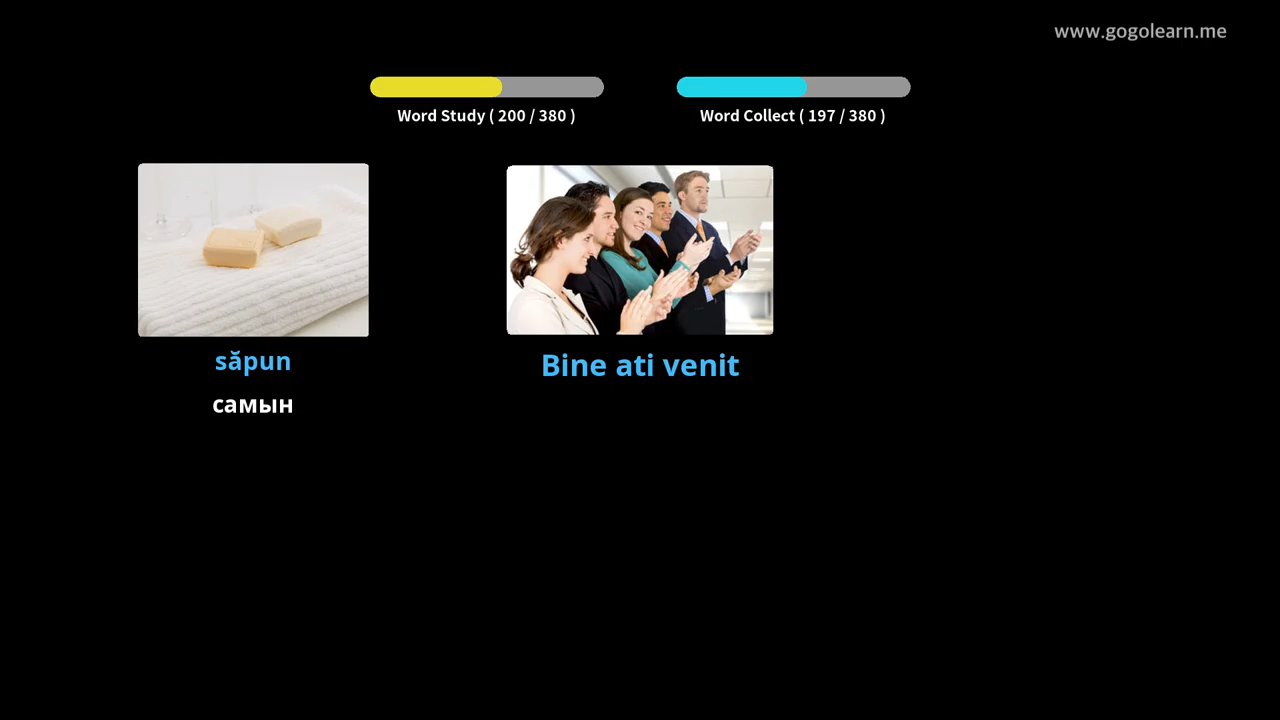 www.gogolearn.me
Word Study ( 200 / 380 )
Word Collect ( 197 / 380 )
săpun
самын
Bine ati venit